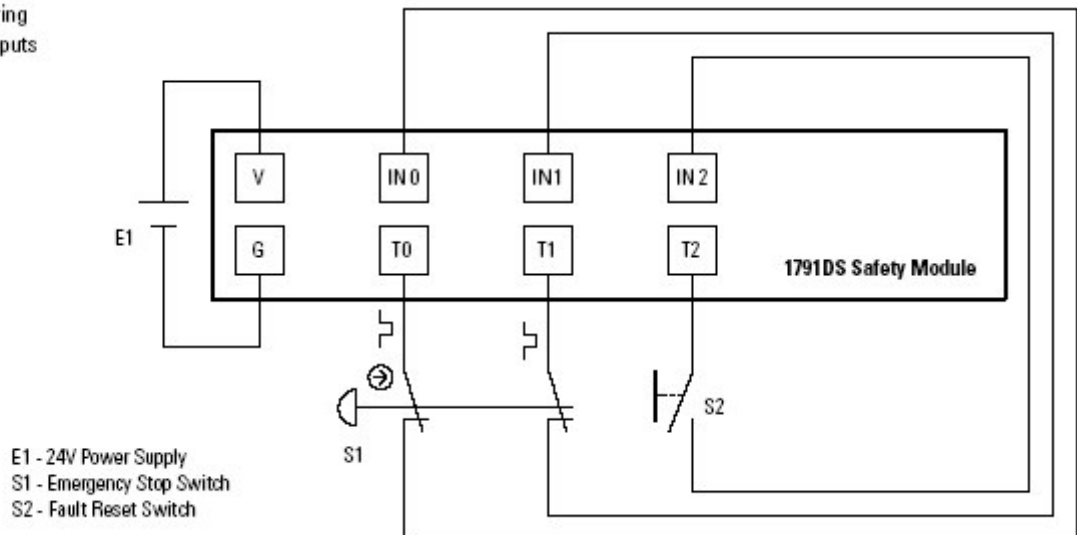 puts
V
IN 0
IN1
IN 2
E1
G
T0
T1
T2
1791DS Safety Module
S1
S2
E1 - 24V Power Supply
S1 - Emergency Stop Switch
S2 - Fault Reset Switch